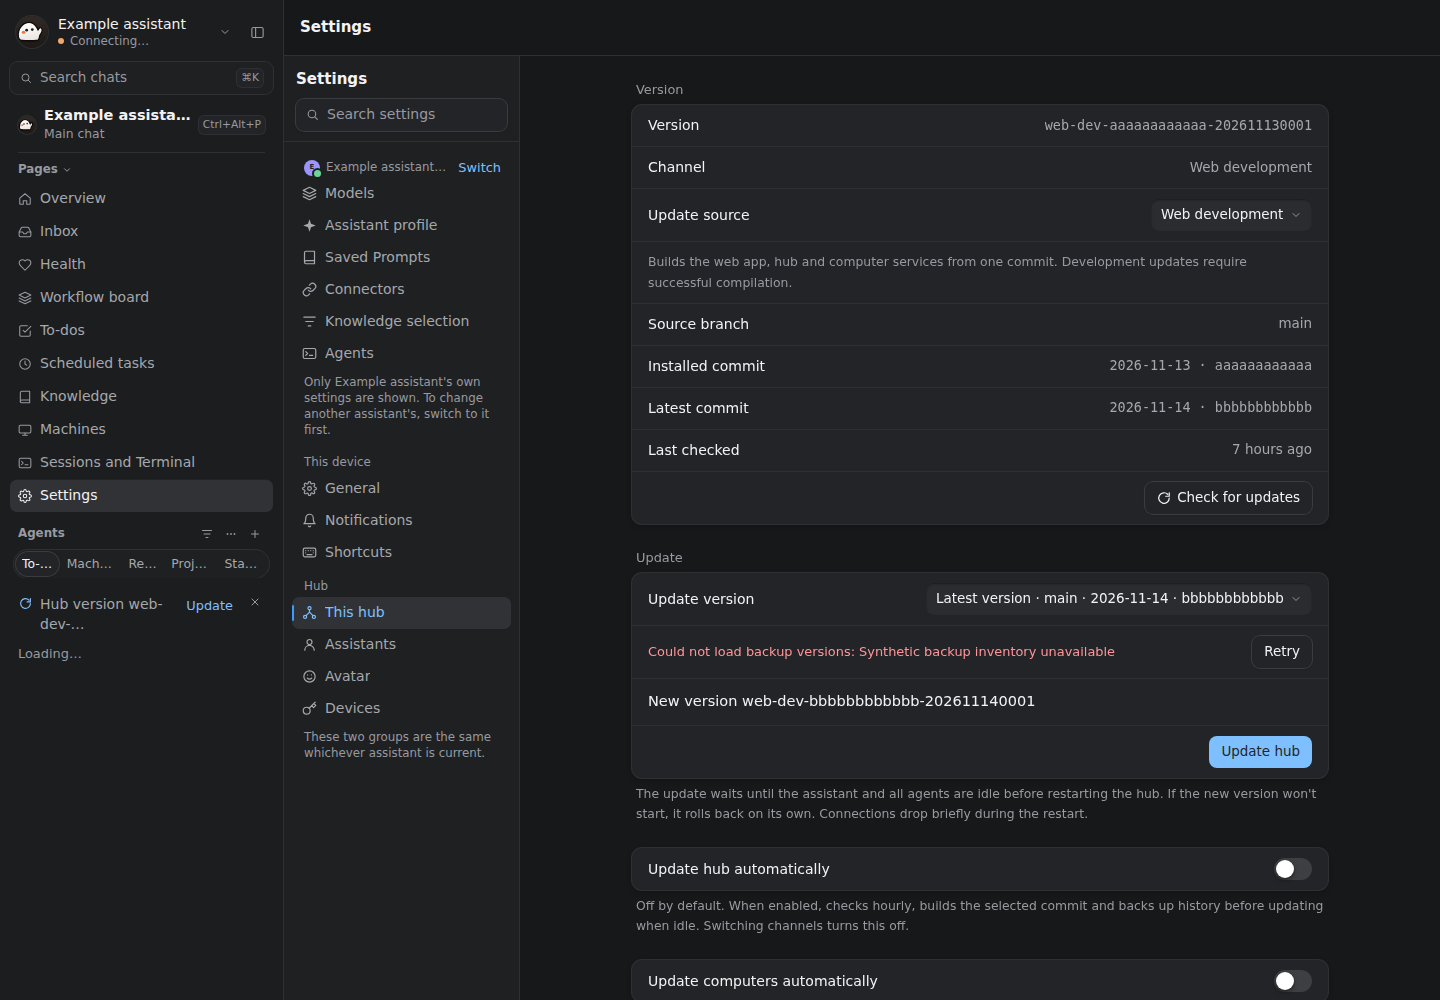 Example assistant
Connecting…
Search chats
⌘K
Example assista…
Main chat
Ctrl+Alt+P
Pages
Overview
Inbox
Health
Workflow board
To-dos
Scheduled tasks
Knowledge
Machines
Sessions and Terminal
Settings
Agents
To-…
Mach…
Re…
Proj…
Sta…
Hub version web-
dev-…
Update
Loading…
Settings
Settings
Search settings
E
Example assistant…
Switch
Models
Assistant profile
Saved Prompts
Connectors
Knowledge selection
Agents
Only Example assistant's own
settings are shown. To change
another assistant's, switch to it
first.
This device
General
Notifications
Shortcuts
Hub
This hub
Assistants
Avatar
Devices
These two groups are the same
whichever assistant is current.
Version
Version
web-dev-aaaaaaaaaaaa-202611130001
Channel
Web development
Update source
Web development
Builds the web app, hub and computer services from one commit. Development updates require
successful compilation.
Source branch
main
Installed commit
2026-11-13 · aaaaaaaaaaaa
Latest commit
2026-11-14 · bbbbbbbbbbbb
Last checked
7 hours ago
Check for updates
Update
Update version
Latest version · main · 2026-11-14 · bbbbbbbbbbbb
Could not load backup versions: Synthetic backup inventory unavailable
Retry
New version web-dev-bbbbbbbbbbbb-202611140001
Update hub
The update waits until the assistant and all agents are idle before restarting the hub. If the new version won't
start, it rolls back on its own. Connections drop briefly during the restart.
Update hub automatically
Off by default. When enabled, checks hourly, builds the selected commit and backs up history before updating
when idle. Switching channels turns this off.
Update computers automatically